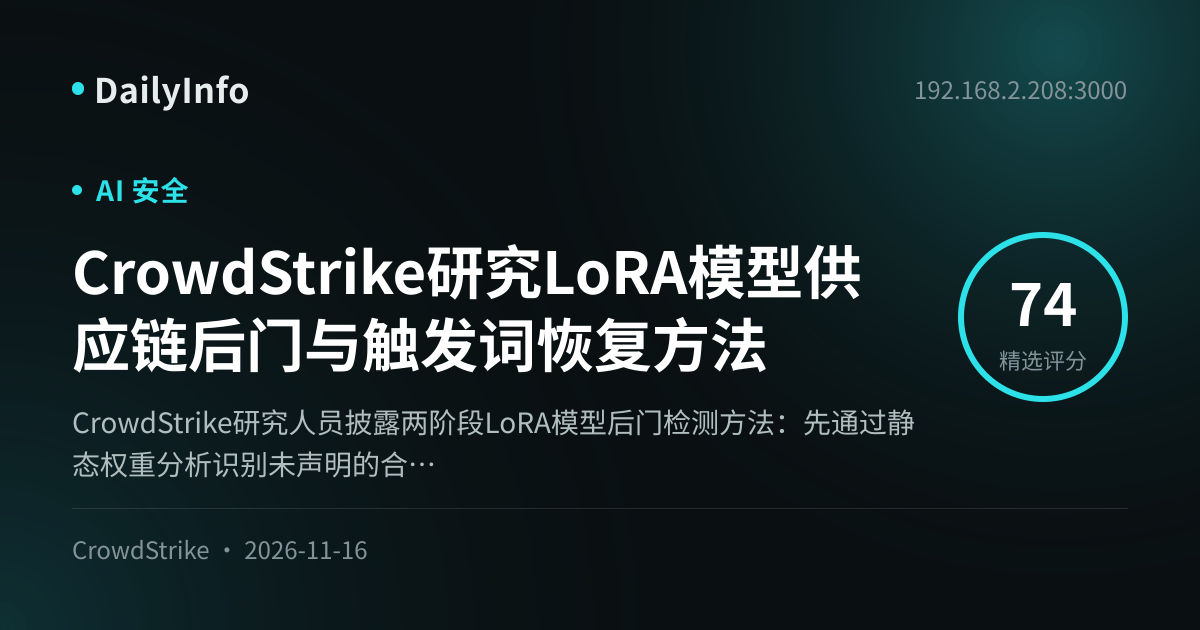 DailyInfo
192.168.2.208:3000
AI 安全
CrowdStrike研究LoRA模型供
应链后门与触发词恢复方法
74
精选评分
CrowdStrike研究人员披露两阶段LoRA模型后门检测方法：先通过静
态权重分析识别未声明的合…
CrowdStrike · 2026-11-16